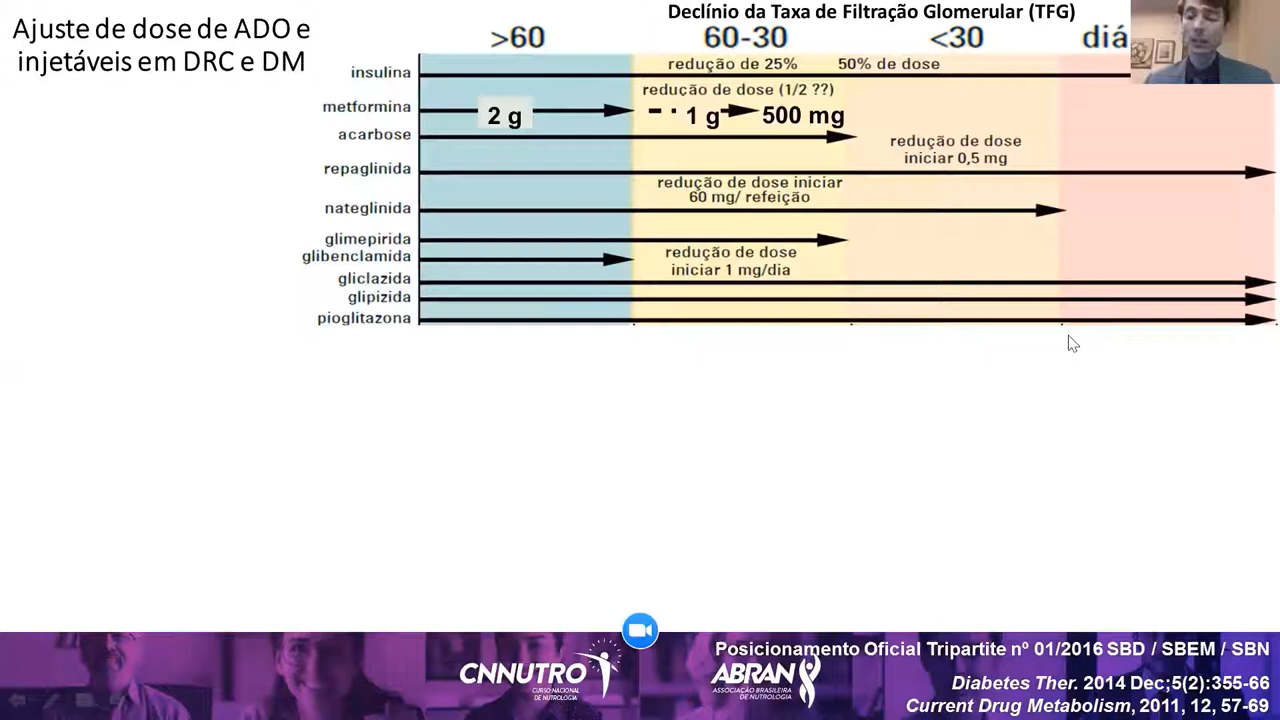 Ajuste de dose de ADO e
injetáveis em DRC e DM
Declínio da Taxa de Filtração Glomerular (TFG)
>60 60-30 <30 diá
insulina
redução de 25% 50% de dose
metformina
redução de dose (1/2 ??)
2 g 1 g 500 mg
acarbose
redução de dose
iniciar 0,5 mg
repaglinida
redução de dose iniciar
60 mg/ refeição
nateglinida
glimepirida
glibenclamida
redução de dose
iniciar 1 mg/dia
gliclazida
glipizida
pioglitazona
CNNUTRO
CURSO NACIONAL
DE NUTROLOGIA
ABRAN
ASSOCIAÇÃO BRASILEIRA
DE NUTROLOGIA
Posicionamento Oficial Tripartite nº 01/2016 SBD / SBEM / SBN
Diabetes Ther. 2014 Dec;5(2):355-66
Current Drug Metabolism, 2011, 12, 57-69